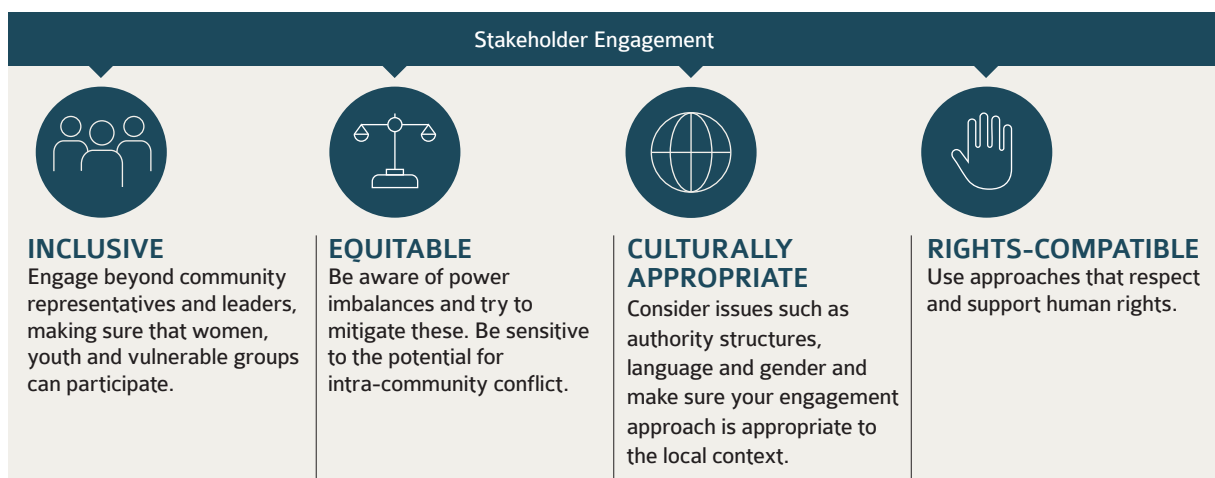 Stakeholder Engagement
INCLUSIVE
Engage beyond community
representatives and leaders,
making sure that women,
youth and vulnerable groups
can participate.
EQUITABLE
Be aware of power
imbalances and try to
mitigate these. Be sensitive
to the potential for
intra-community conflict.
CULTURALLY
APPROPRIATE
Consider issues such as
authority structures,
language and gender and
make sure your engagement
approach is appropriate to
the local context.
RIGHTS-COMPATIBLE
Use approaches that respect
and support human rights.